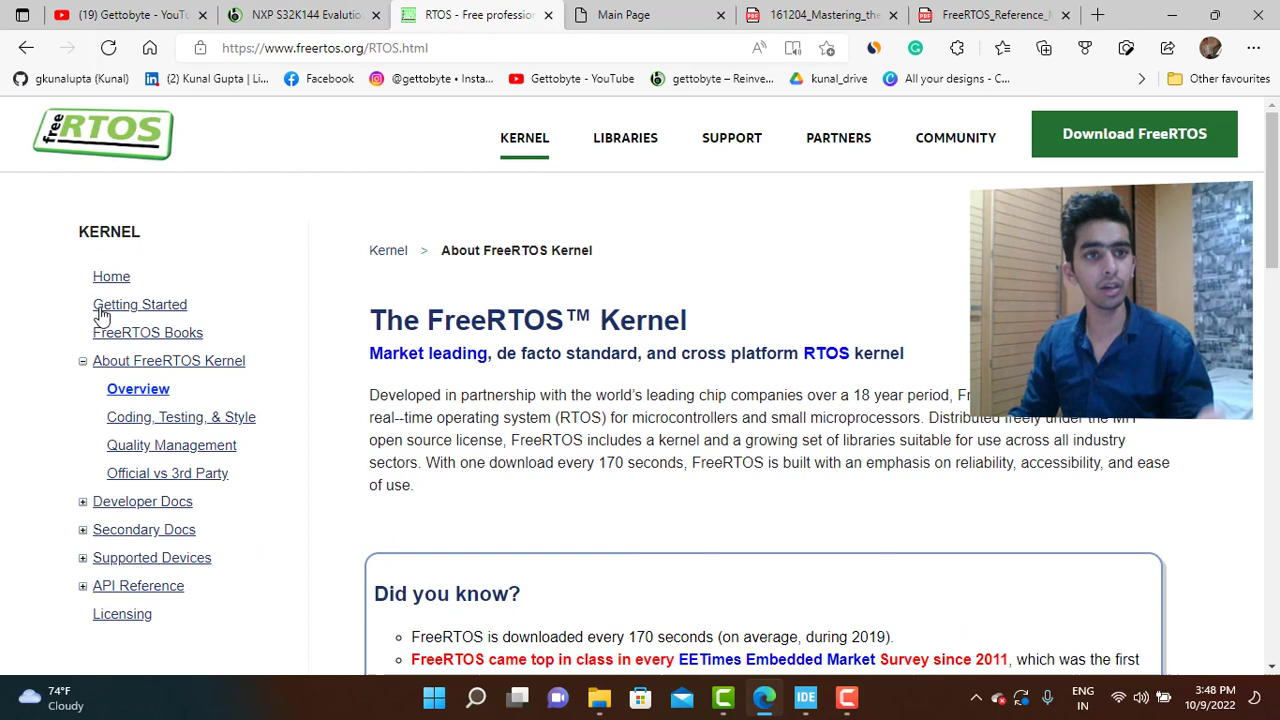 (19) Gettobyte - YouT
NXP S32K144 Evalution
RTOS - Free profession
Main Page
161204_Mastering_the
FreeRTOS_Reference_M
https://www.freertos.org/RTOS.html
gkunalupta (Kunal)
(2) Kunal Gupta | Li...
Facebook
@gettobyte • Insta...
Gettobyte - YouTube
gettobyte – Reinve...
kunal_drive
All your designs - C...
Other favourites
free RTOS
KERNEL
LIBRARIES
SUPPORT
PARTNERS
COMMUNITY
Download FreeRTOS
KERNEL
Home
Getting Started
FreeRTOS Books
About FreeRTOS Kernel
Overview
Coding, Testing, & Style
Quality Management
Official vs 3rd Party
Developer Docs
Secondary Docs
Supported Devices
API Reference
Licensing
Kernel > About FreeRTOS Kernel
The FreeRTOS™ Kernel
Market leading, de facto standard, and cross platform RTOS kernel
Developed in partnership with the world's leading chip companies over a 18 year period, F
real--time operating system (RTOS) for microcontrollers and small microprocessors. Distributed freely under the
open source license, FreeRTOS includes a kernel and a growing set of libraries suitable for use across all industry
sectors. With one download every 170 seconds, FreeRTOS is built with an emphasis on reliability, accessibility, and ease
of use.
Did you know?
FreeRTOS is downloaded every 170 seconds (on average, during 2019).
FreeRTOS came top in class in every EETimes Embedded Market Survey since 2011, which was the first
74°F
Cloudy
IDE
ENG
IN
3:48 PM
10/9/2022